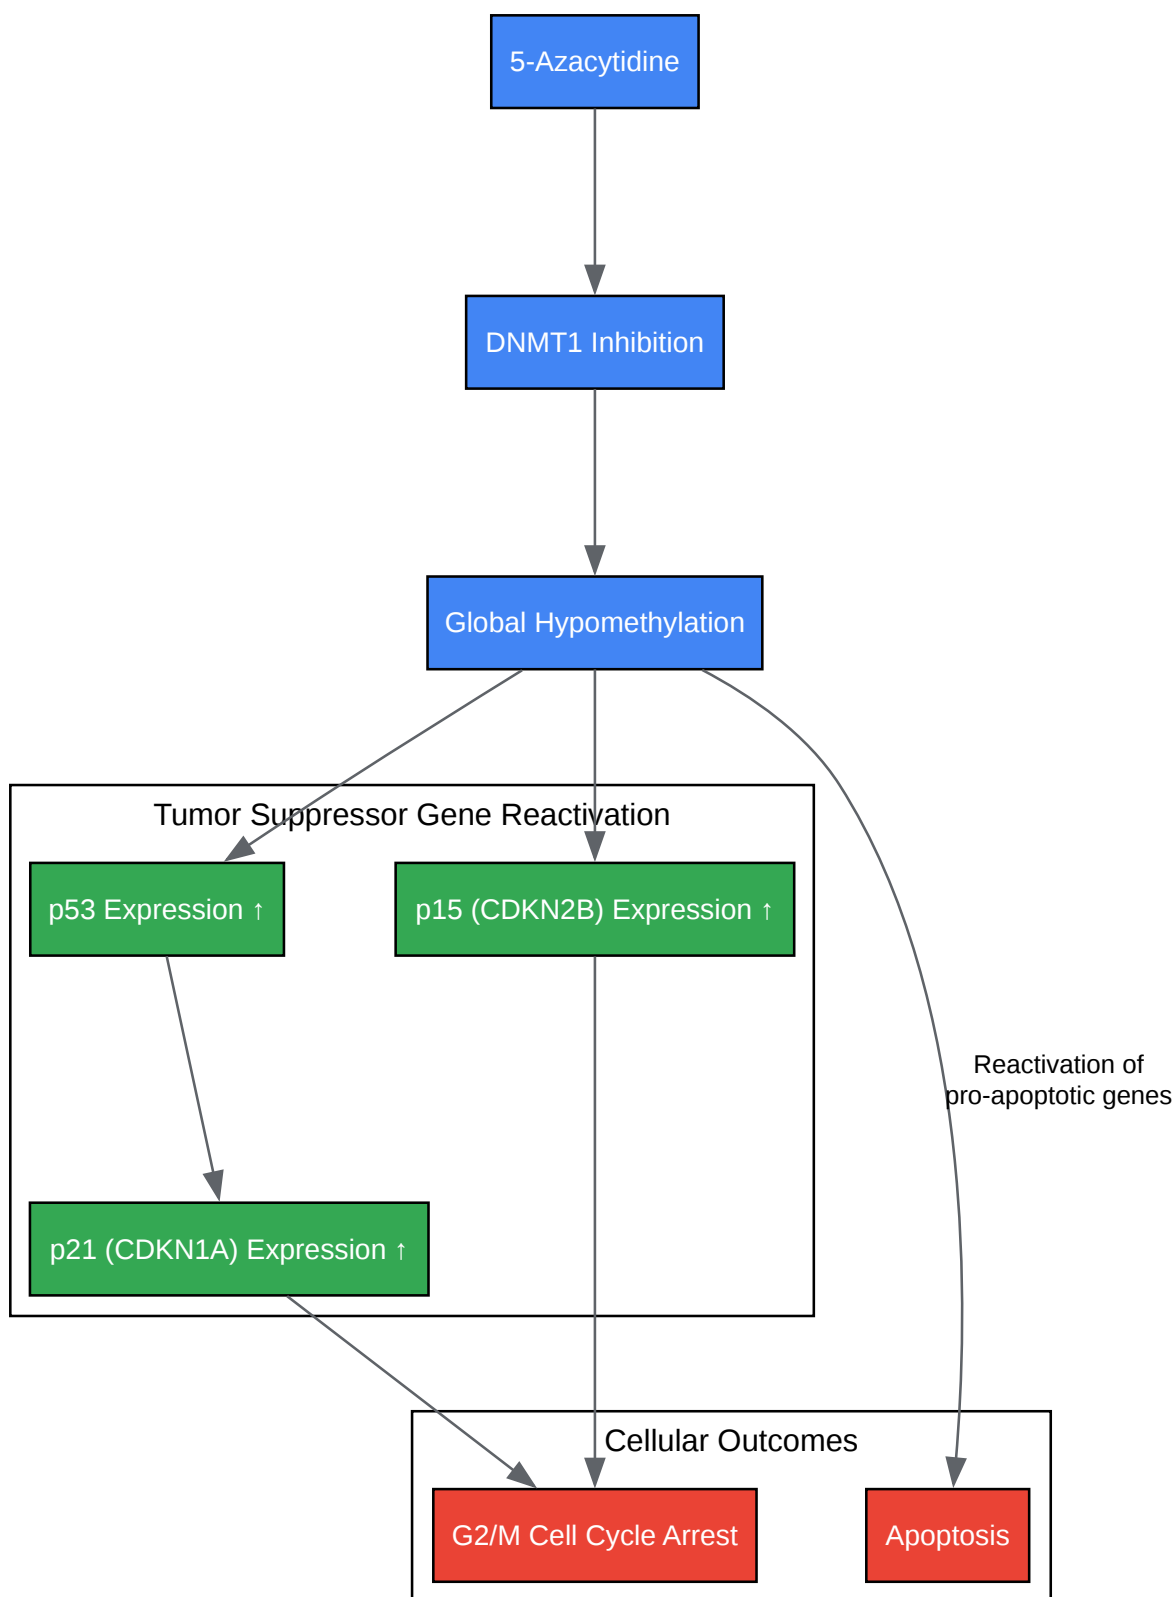 5-Azacytidine
DNMT1 Inhibition
Global Hypomethylation
Tumor Suppressor Gene Reactivation
p53 Expression ↑
p15 (CDKN2B) Expression ↑
Reactivation of
pro-apoptotic genes
p21 (CDKN1A) Expression ↑
Cellular Outcomes
G2/M Cell Cycle Arrest
Apoptosis